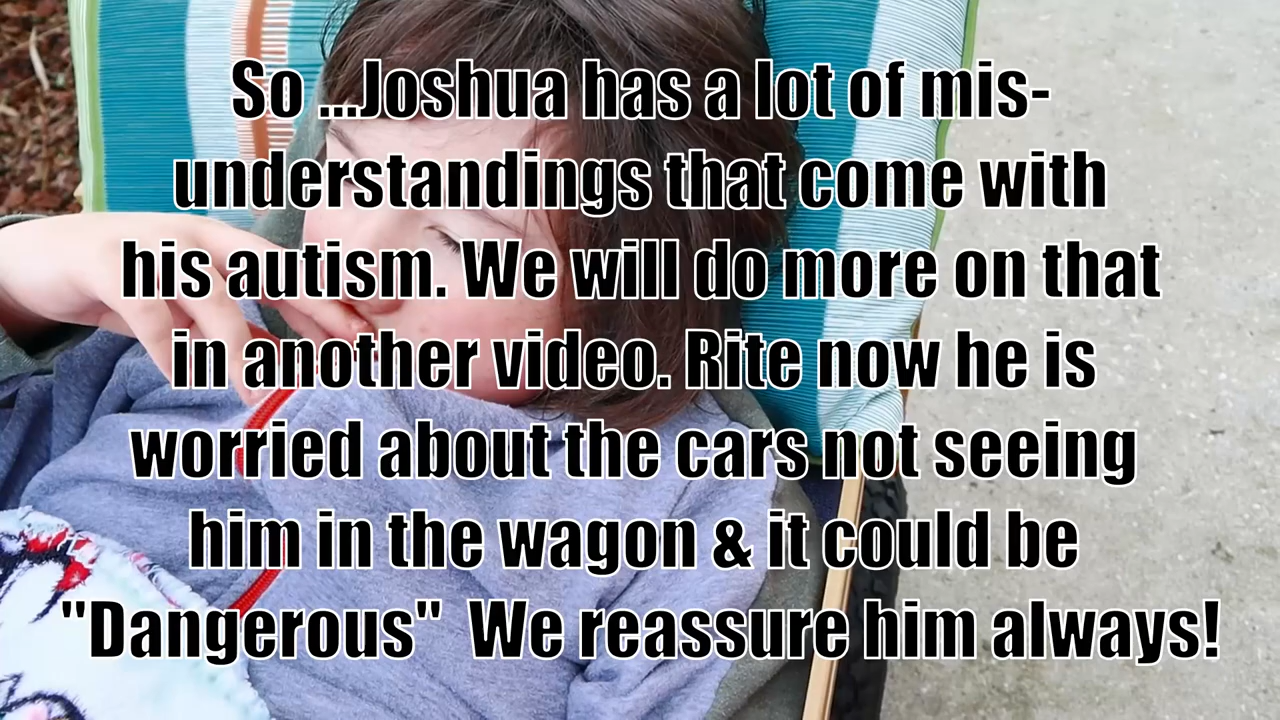 So ...Joshua has a lot of mis-
understandings that come with
his autism. We will do more on that
in another video. Rite now he is
worried about the cars not seeing
him in the wagon & it could be
"Dangerous"  We reassure him always!